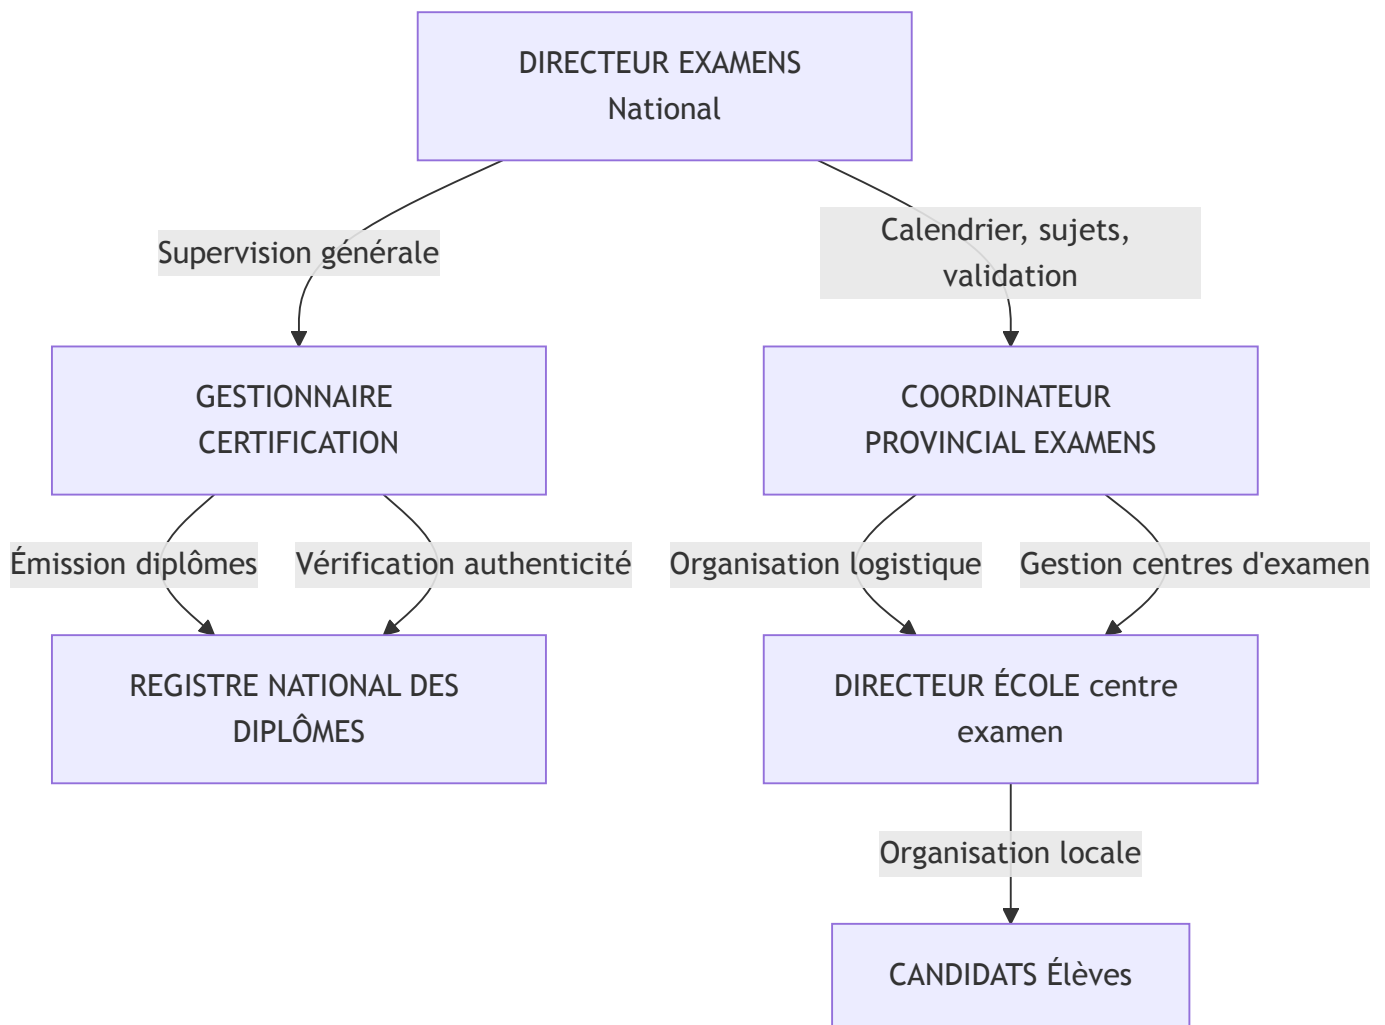 DIRECTEUR EXAMENS
National
Supervision générale
Calendrier, sujets,
validation
GESTIONNAIRE
CERTIFICATION
COORDINATEUR
PROVINCIAL EXAMENS
Émission diplômes
Vérification authenticité
Organisation logistique
Gestion centres d'examen
REGISTRE NATIONAL DES
DIPLÔMES
DIRECTEUR ÉCOLE centre
examen
Organisation locale
CANDIDATS Élèves